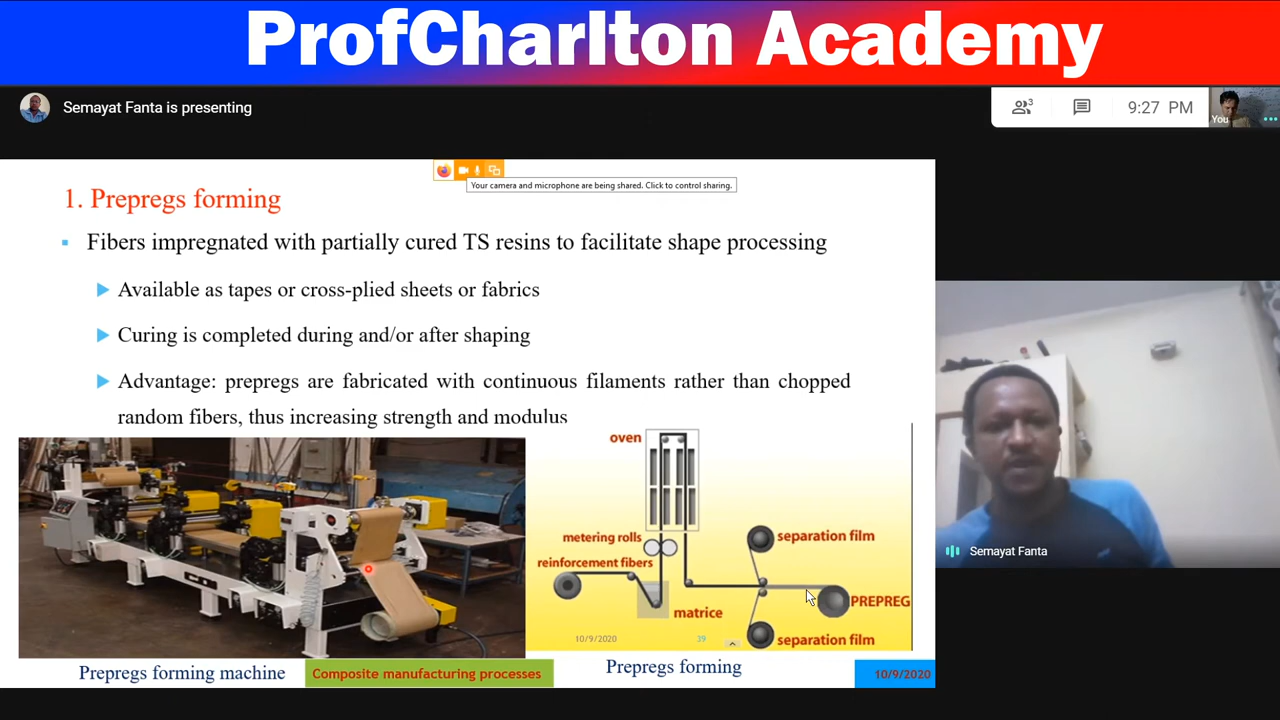 ProfCharlton Academy
Semayat Fanta is presenting
3
9:27 PM
You
Your camera and microphone are being shared. Click to control sharing.
1. Prepregs forming
Fibers impregnated with partially cured TS resins to facilitate shape processing
Available as tapes or cross-plied sheets or fabrics
Curing is completed during and/or after shaping
Advantage: prepregs are fabricated with continuous filaments rather than chopped
random fibers, thus increasing strength and modulus
oven
metering rolls
separation film
reinforcement fibers
PREPREG
matrice
separation film
10/9/2020
39
Semayat Fanta
Prepregs forming machine
Composite manufacturing processes
Prepregs forming
10/9/2020